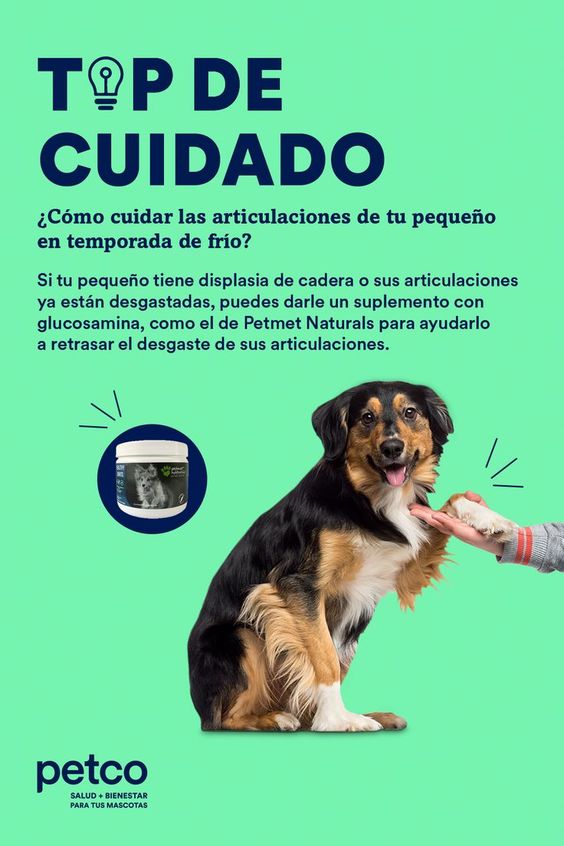 TIP DE
CUIDADO
¿Cómo cuidar las articulaciones de tu pequeño
en temporada de frío?
Si tu pequeño tiene displasia de cadera o sus articulaciones
ya están desgastadas, puedes darle un suplemento con
glucosamina, como el de Petmet Naturals para ayudarlo
a retrasar el desgaste de sus articulaciones.
petco
SALUD + BIENESTAR
PARA TUS MASCOTAS